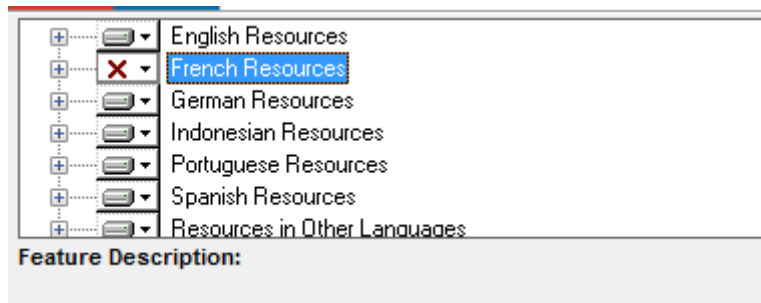 English Resources
French Resources
German Resources
Indonesian Resources
Portuguese Resources
Spanish Resources
Resources in Other Languages
Feature Description: